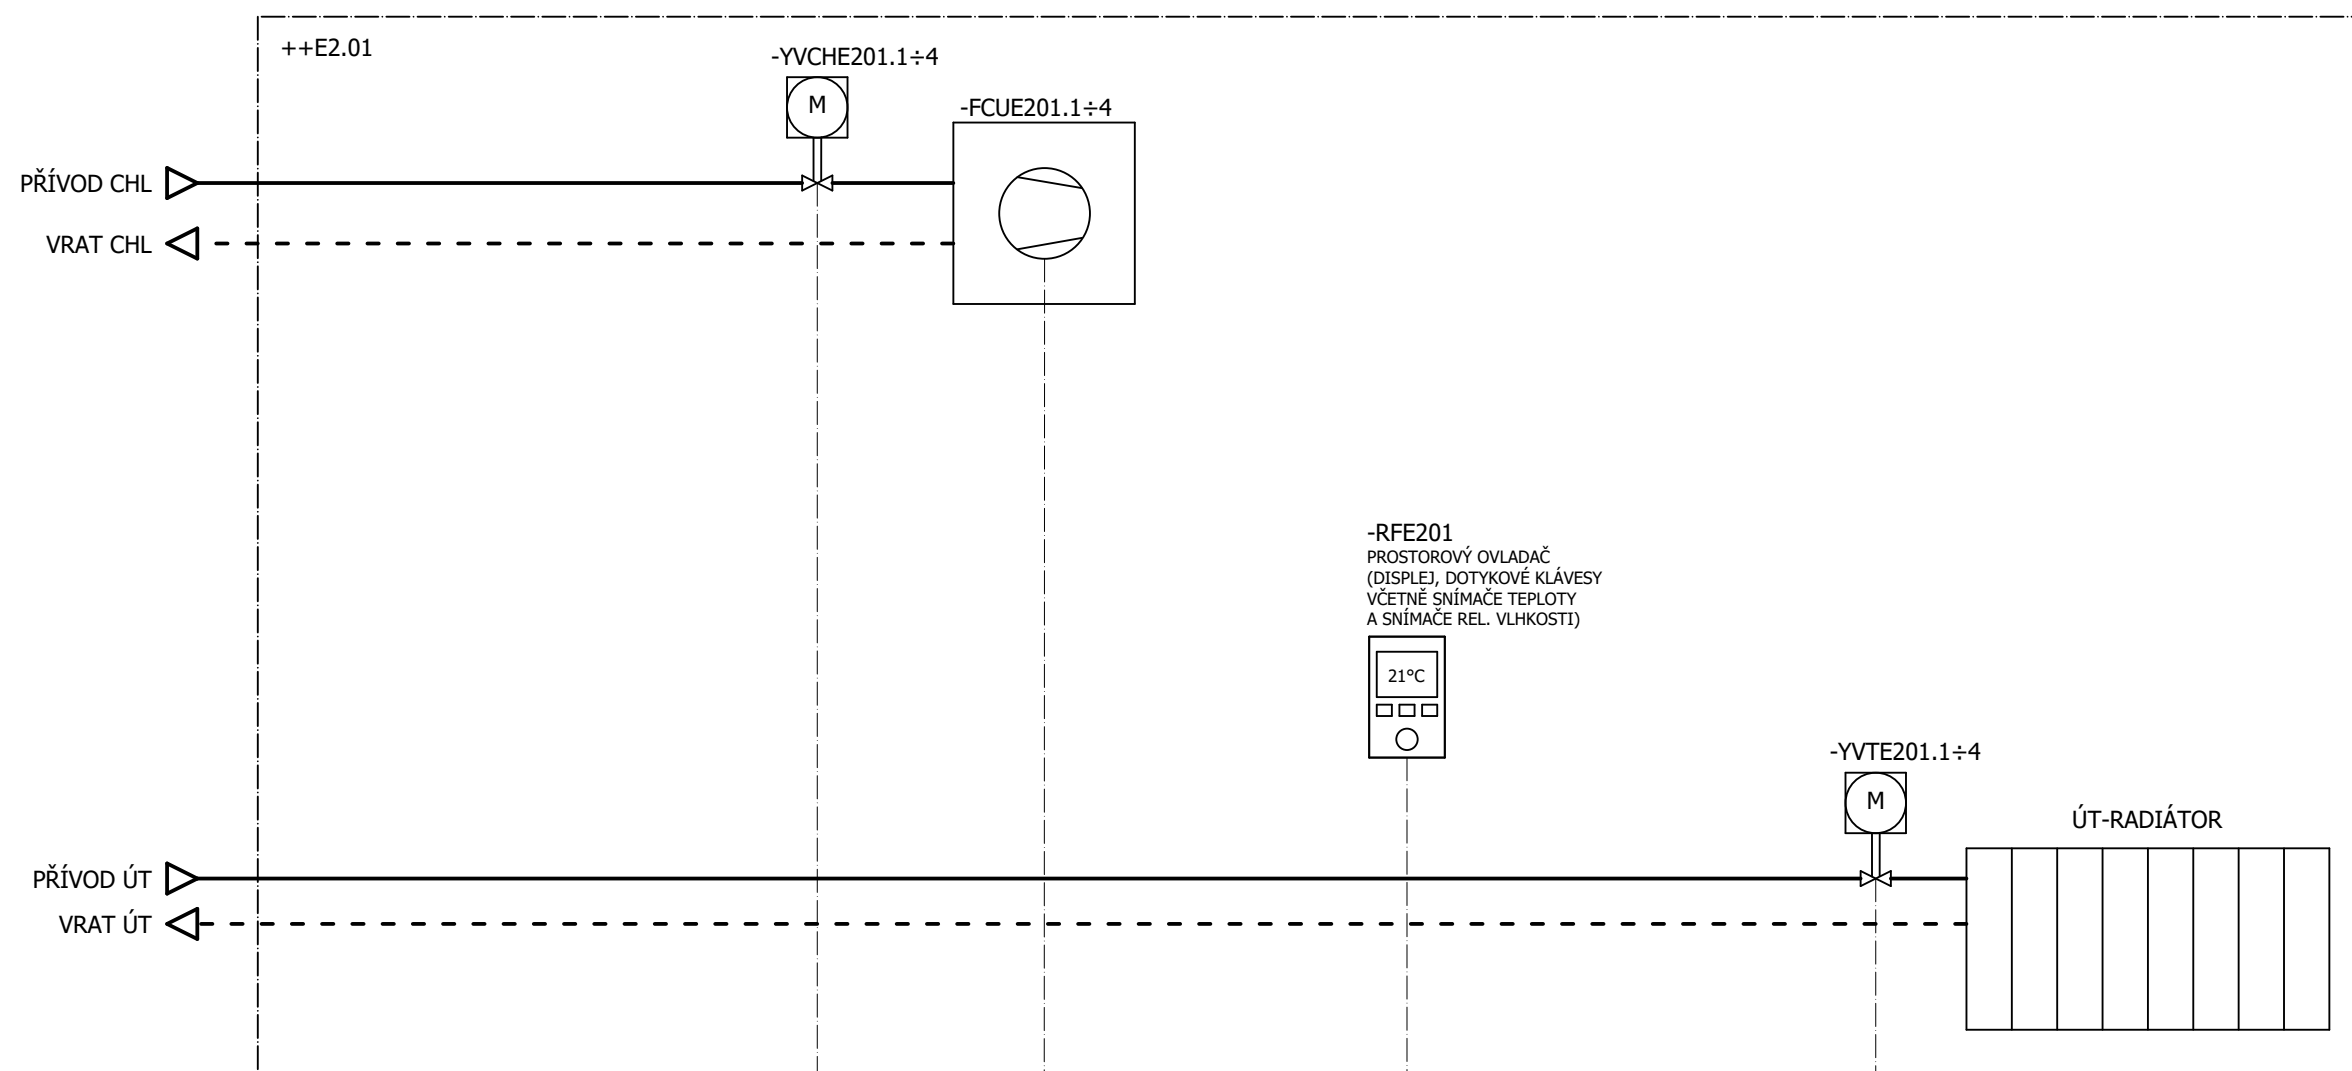 ++E2.01
-YVCHE201.1÷4
M
-FCUE201.1÷4
PŘÍVOD CHL
VRAT CHL
-RFE201
PROSTOROVÝ OVLADAČ
(DISPLEJ, DOTYKOVÉ KLÁVESY
VČETNĚ SNÍMAČE TEPLOTY
A SNÍMAČE REL. VLHKOSTI)
21°C
-YVTE201.1÷4
M
ÚT-RADIÁTOR
PŘÍVOD ÚT
VRAT ÚT